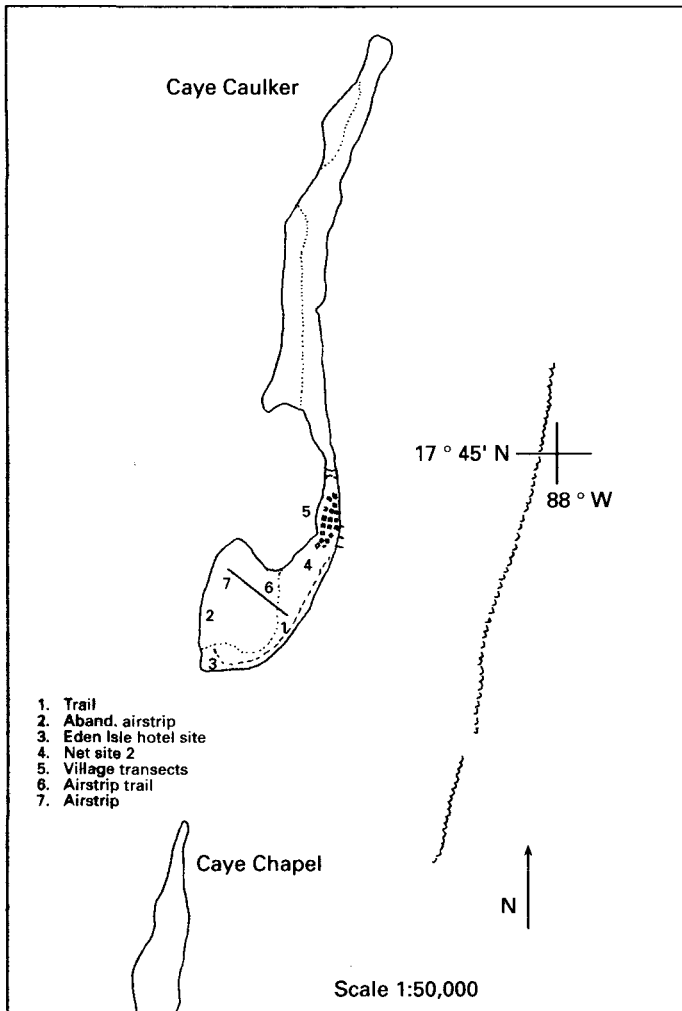 Caye Caulker
17 ° 45' N
88 ° W
5
4
7
6
2
1
3
1. Trail
2. Aband. airstrip
3. Eden Isle hotel site
4. Net site 2
5. Village transects
6. Airstrip trail
7. Airstrip
Caye Chapel
N
Scale 1:50,000